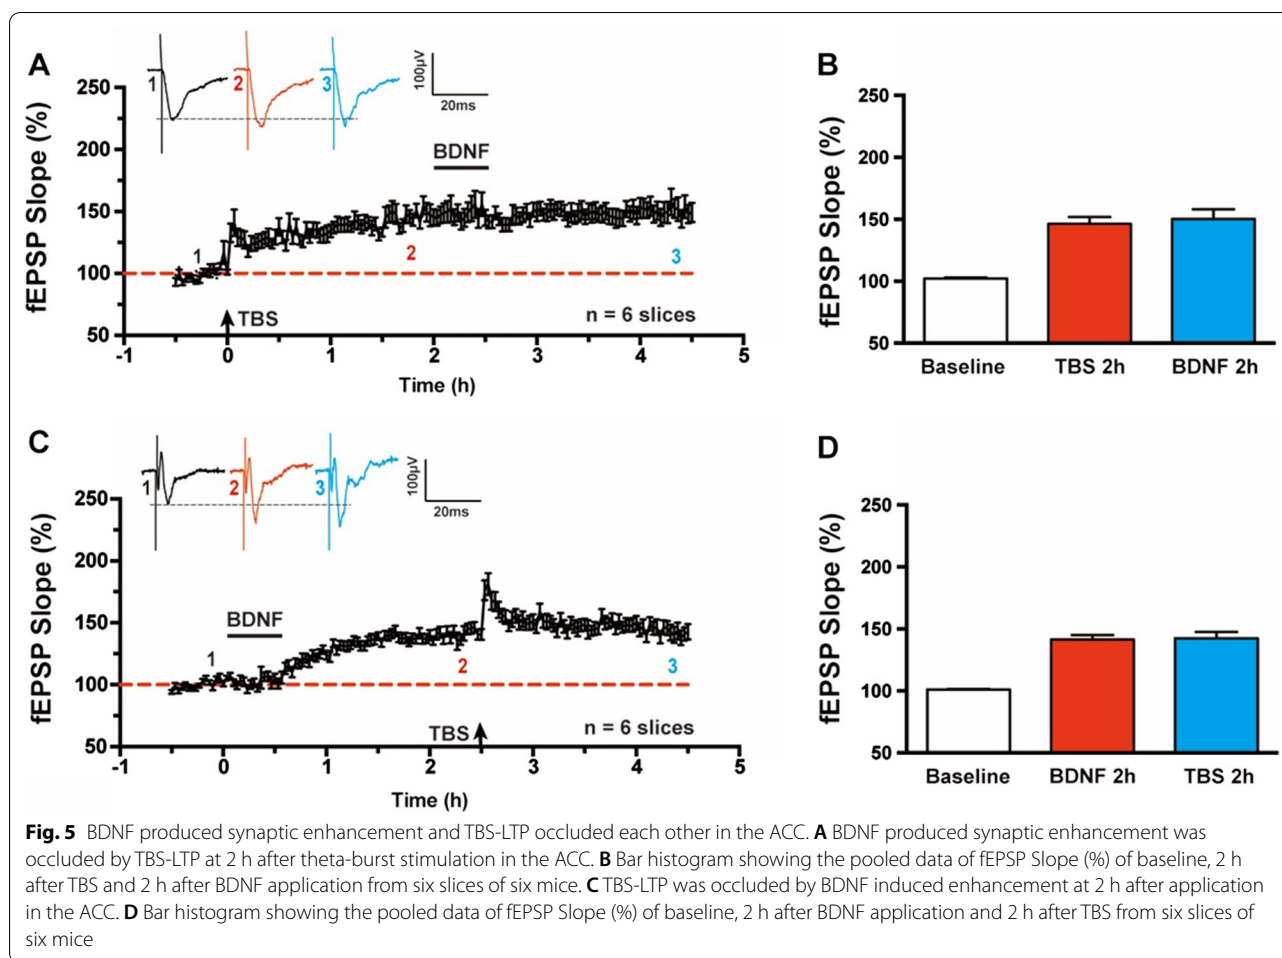 A
1
2
3
100μV
20ms
fEPSP Slope (%)
250
200
150
100
50
BDNF
1
2
3
TBS
n = 6 slices
-1
0
1
2
3
4
5
Time (h)
B
fEPSP Slope (%)
250
200
150
100
50
Baseline
TBS 2h
BDNF 2h
C
1
2
3
100μV
20ms
fEPSP Slope (%)
250
200
150
100
50
BDNF
1
2
3
TBS
n = 6 slices
-1
0
1
2
3
4
5
Time (h)
D
fEPSP Slope (%)
250
200
150
100
50
Baseline
BDNF 2h
TBS 2h
Fig. 5 BDNF produced synaptic enhancement and TBS-LTP occluded each other in the ACC. A BDNF produced synaptic enhancement was
occluded by TBS-LTP at 2 h after theta-burst stimulation in the ACC. B Bar histogram showing the pooled data of fEPSP Slope (%) of baseline, 2 h
after TBS and 2 h after BDNF application from six slices of six mice. C TBS-LTP was occluded by BDNF induced enhancement at 2 h after application
in the ACC. D Bar histogram showing the pooled data of fEPSP Slope (%) of baseline, 2 h after BDNF application and 2 h after TBS from six slices of
six mice